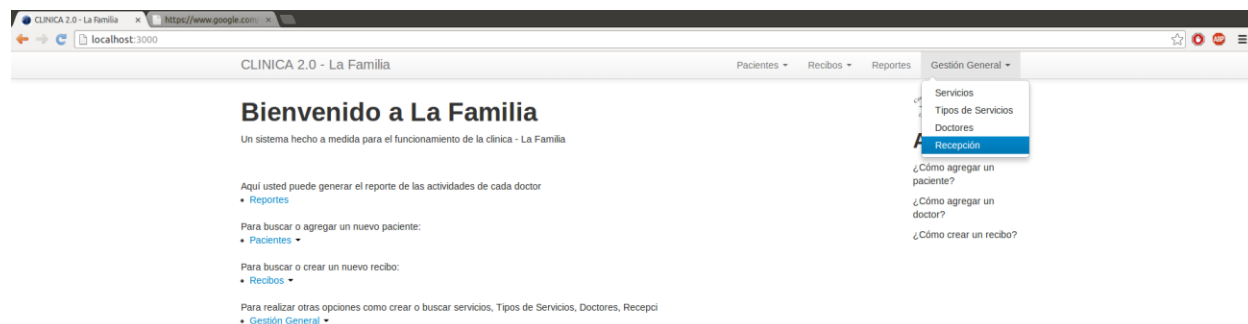 CLINICA 2.0 - La Familia
https://www.google.com/
localhost:3000
ABP
CLINICA 2.0 - La Familia
Pacientes
Recibos
Reportes
Gestión General
Servicios
Tipos de Servicios
Doctores
Recepción
Bienvenido a La Familia
Un sistema hecho a medida para el funcionamiento de la clinica - La Familia
Aquí usted puede generar el reporte de las actividades de cada doctor
• Reportes
Para buscar o agregar un nuevo paciente:
• Pacientes
Para buscar o crear un nuevo recibo:
• Recibos
Para realizar otras opciones como crear o buscar servicios, Tipos de Servicios, Doctores, Recepci
• Gestión General
¿Cómo agregar un
paciente?
¿Cómo agregar un
doctor?
¿Cómo crear un recibo?